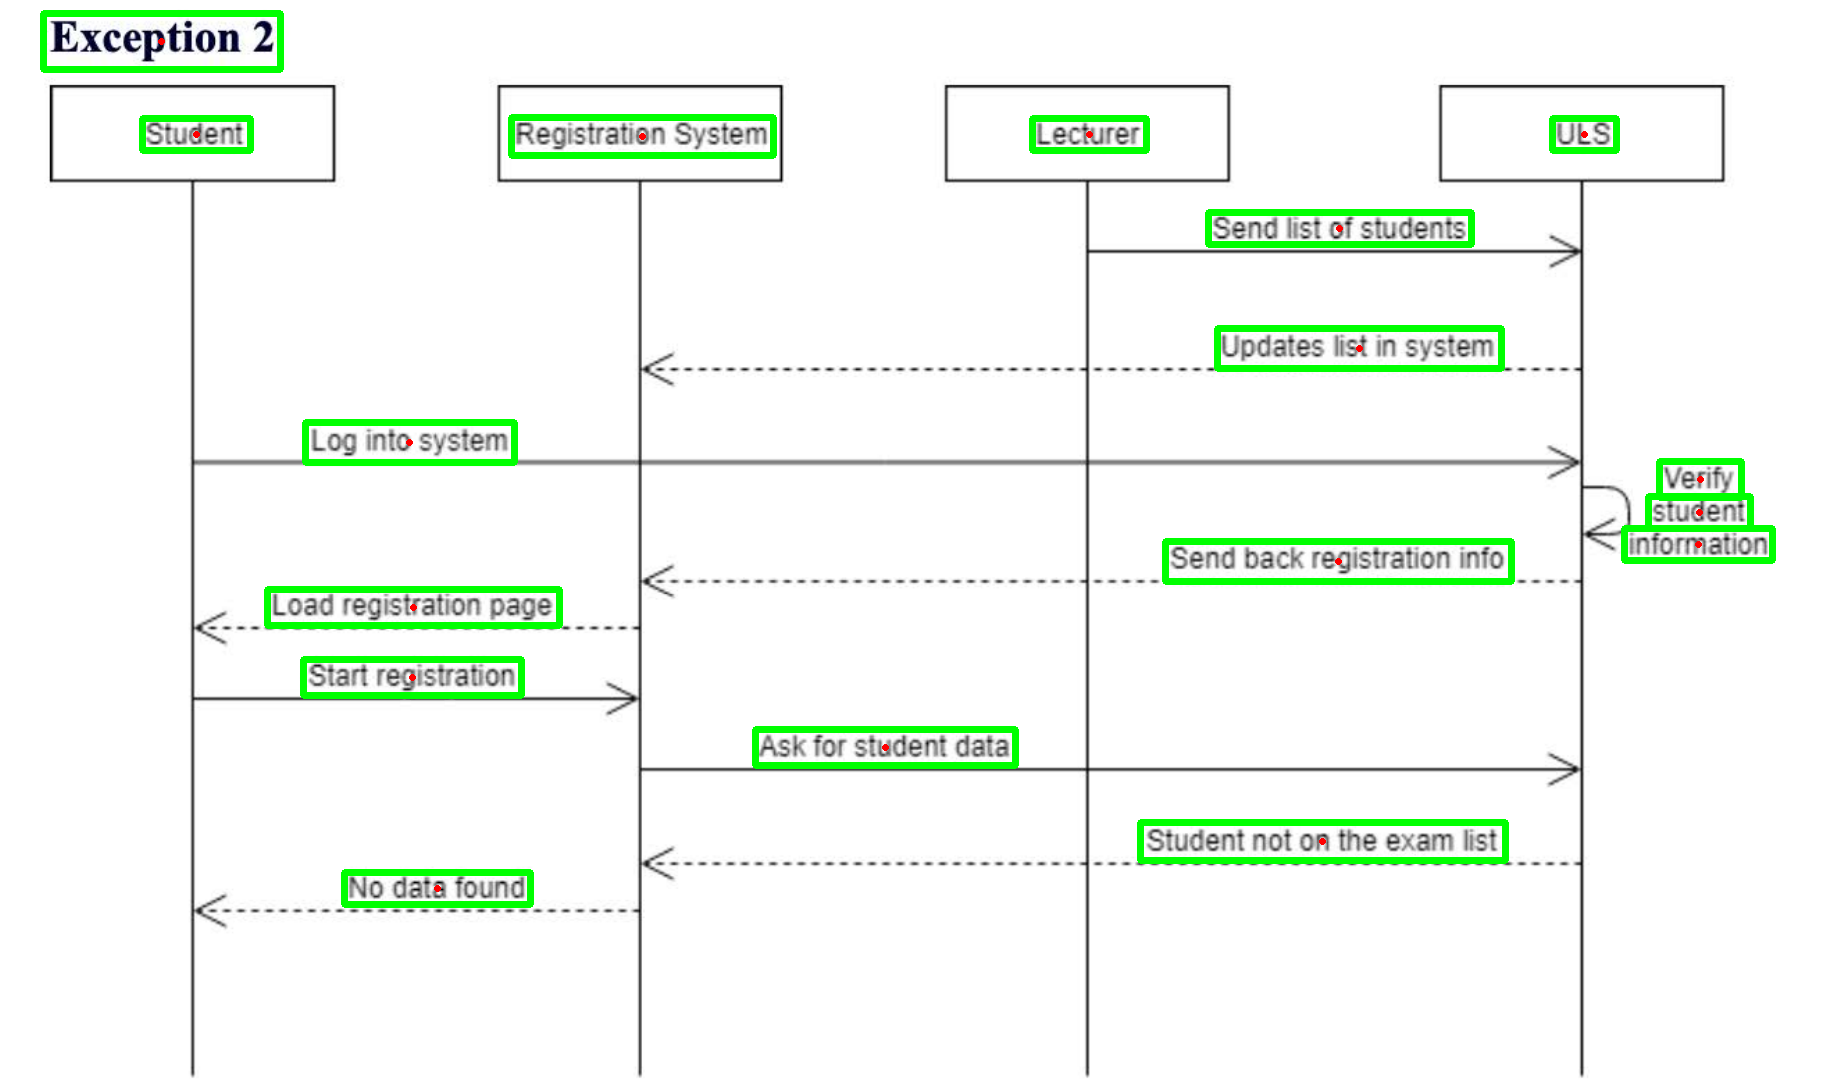 Exception 2
Student
Registration System
Lecturer
ULS
Send list of students
Updates list in system
Log into system
Verify
student
information
Send back registration info
Load registration page
Start registration
Ask for student data
Student not on the exam list
No data found